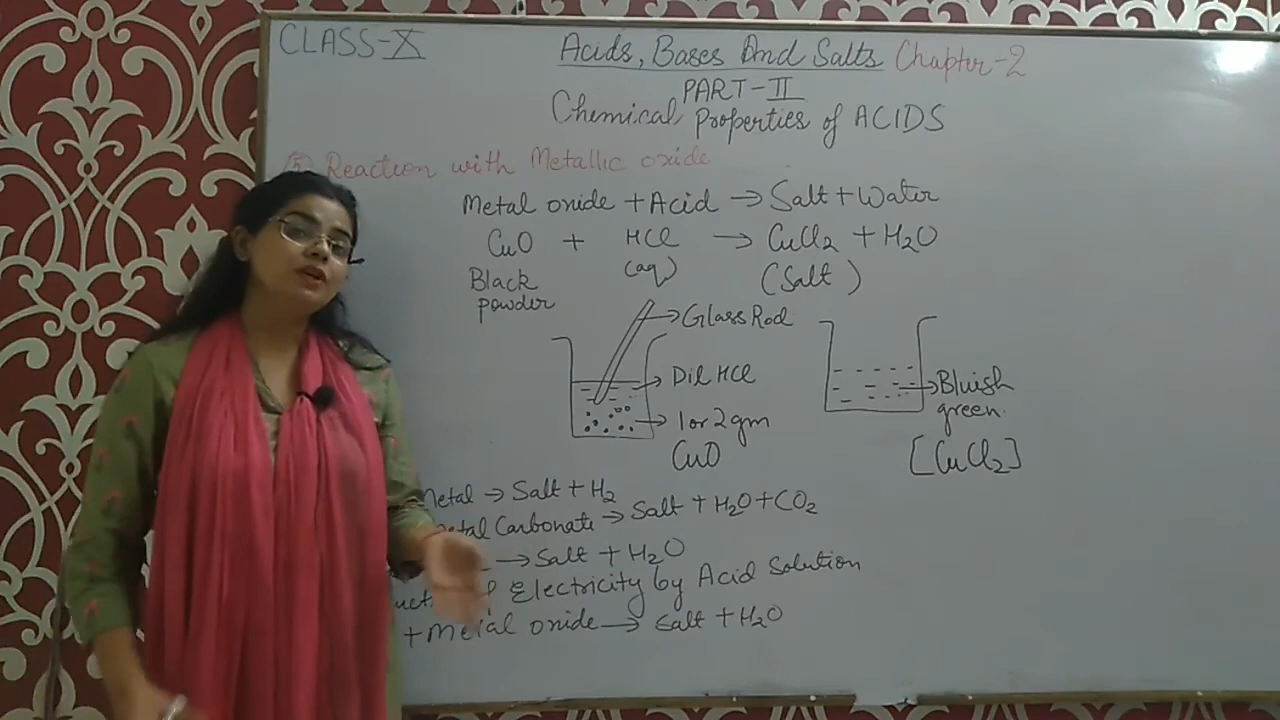 CLASS-X
Acids, Bases And Salts Chapter-2
PART-II
Chemical Properties of ACIDS
⑤ Reaction with Metallic oxide
Metal oxide + Acid → Salt + Water
CuO + HCl → CuCl2 + H2O
Black powder
(aq)
(Salt)
Glass Rod
Dil HCl
1 or 2 gm
CuO
Bluish
green
[CuCl2]
Metal → Salt + H2
Carbonate → Salt + H2O + CO2
→ Salt + H2O
Electricity by Acid Solution
+ Metal oxide → Salt + H2O